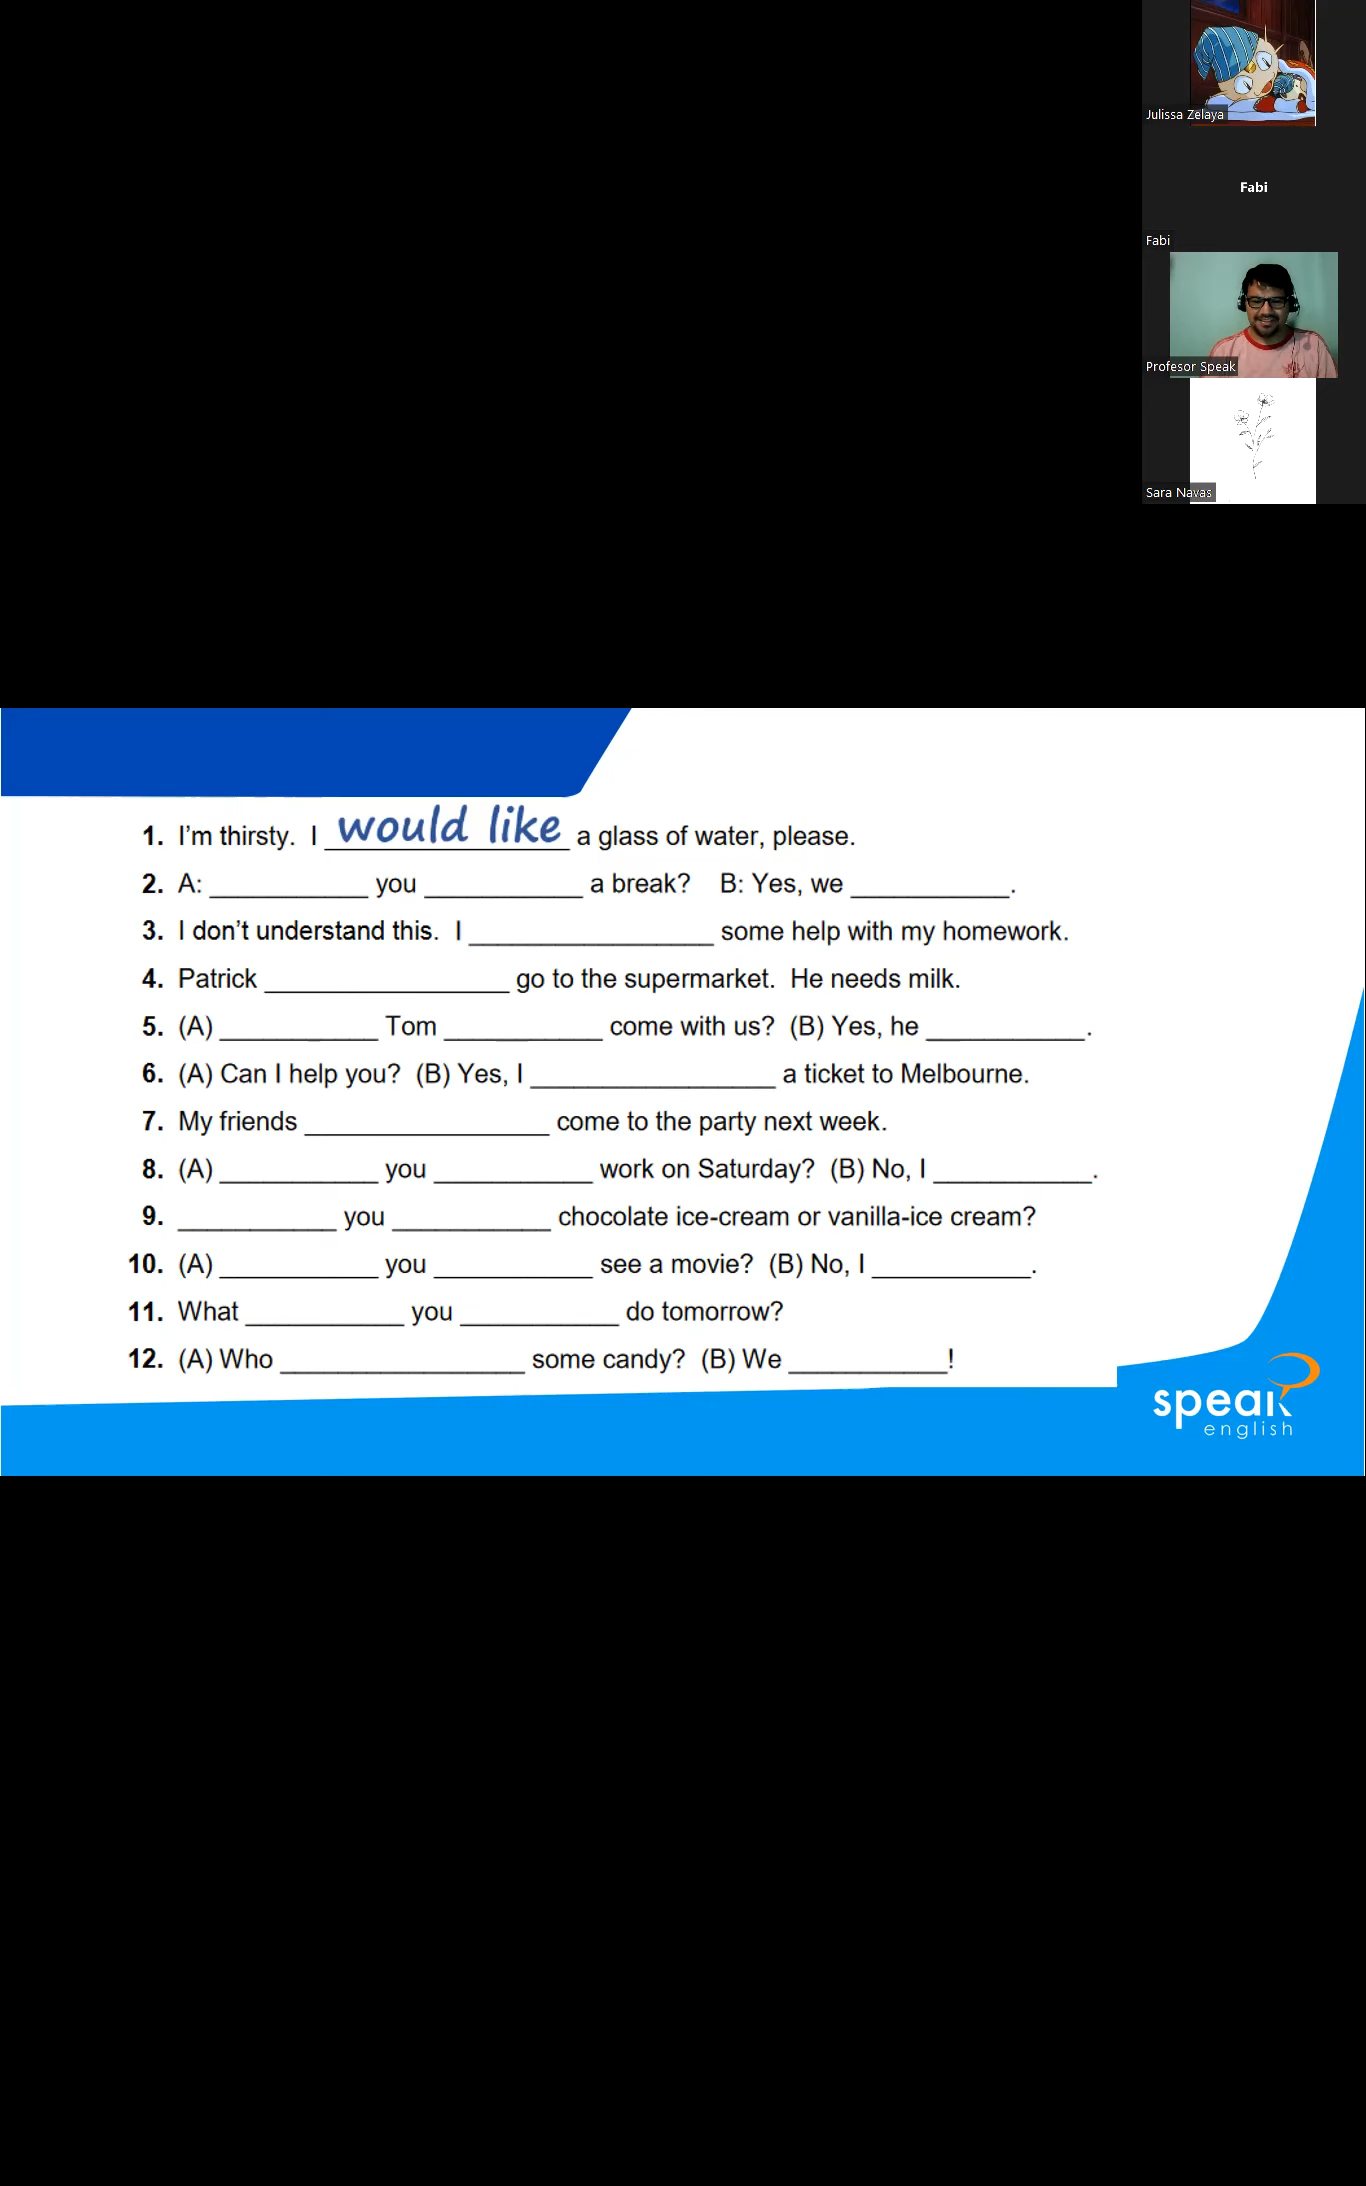 Julissa Zelaya
Fabi
Fabi
Profesor Speak
Sara Navas
1. I'm thirsty. I would like a glass of water, please.
2. A: ___________ you ___________ a break? B: Yes, we ___________.
3. I don't understand this. I _________________ some help with my homework.
4. Patrick _________________ go to the supermarket. He needs milk.
5. (A) ___________ Tom ___________ come with us? (B) Yes, he ___________.
6. (A) Can I help you? (B) Yes, I _________________ a ticket to Melbourne.
7. My friends _________________ come to the party next week.
8. (A) ___________ you ___________ work on Saturday? (B) No, I ___________.
9. ___________ you ___________ chocolate ice-cream or vanilla-ice cream?
10. (A) ___________ you ___________ see a movie? (B) No, I ___________.
11. What ___________ you ___________ do tomorrow?
12. (A) Who _________________ some candy? (B) We ___________!
speak
english